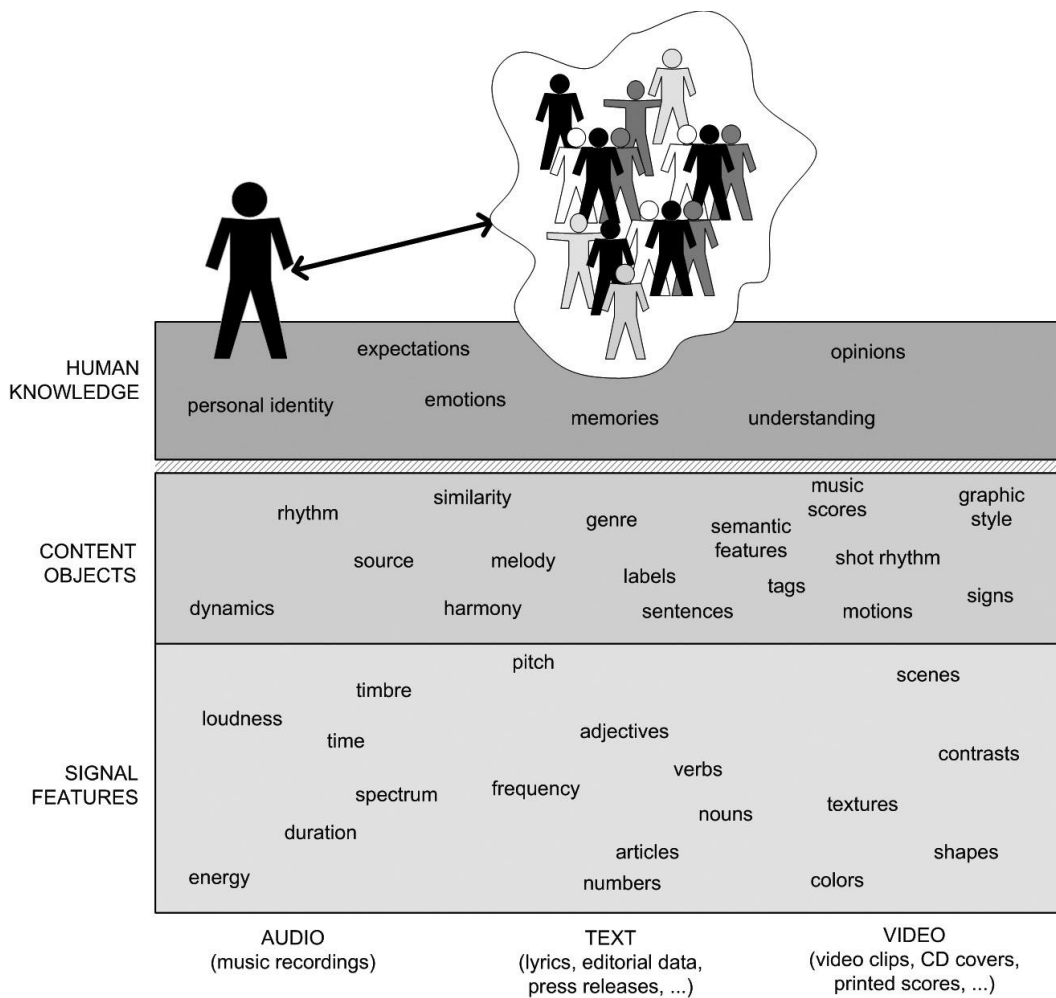 HUMAN
KNOWLEDGE
expectations
opinions
personal identity
emotions
memories
understanding
CONTENT
OBJECTS
rhythm
similarity
genre
semantic
features
music
scores
graphic
style
source
melody
labels
tags
shot rhythm
dynamics
harmony
sentences
motions
signs
SIGNAL
FEATURES
pitch
timbre
scenes
loudness
time
adjectives
contrasts
verbs
spectrum
frequency
nouns
textures
duration
articles
shapes
energy
numbers
colors
AUDIO
(music recordings)
TEXT
(lyrics, editorial data,
press releases, ...)
VIDEO
(video clips, CD covers,
printed scores, ...)